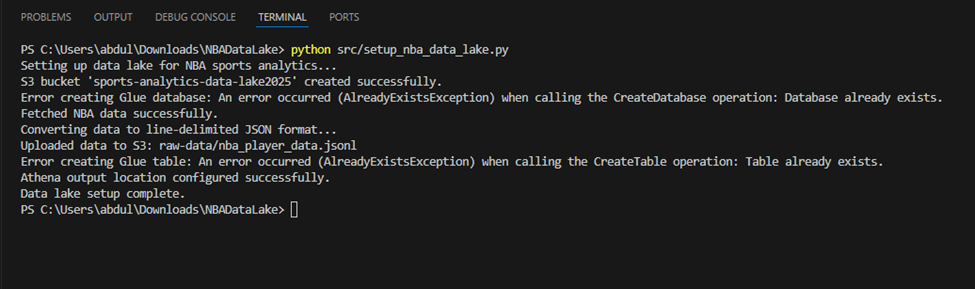 PROBLEMS OUTPUT DEBUG CONSOLE TERMINAL PORTS
PS C:\Users\abdul\Downloads\NBADataLake> python src/setup_nba_data_lake.py
Setting up data lake for NBA sports analytics...
S3 bucket 'sports-analytics-data-lake2025' created successfully.
Error creating Glue database: An error occurred (AlreadyExistsException) when calling the CreateDatabase operation: Database already exists.
Fetched NBA data successfully.
Converting data to line-delimited JSON format...
Uploaded data to S3: raw-data/nba_player_data.jsonl
Error creating Glue table: An error occurred (AlreadyExistsException) when calling the CreateTable operation: Table already exists.
Athena output location configured successfully.
Data lake setup complete.
PS C:\Users\abdul\Downloads\NBADataLake>